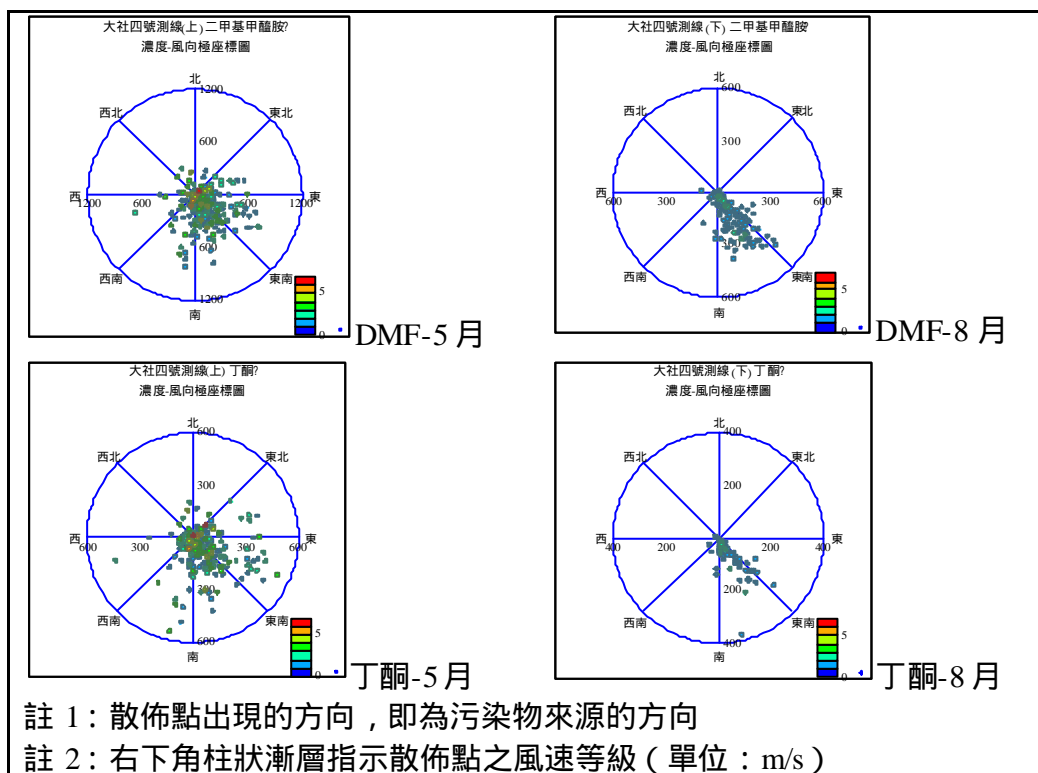 大社四號測線(上)二甲基甲醯胺?
濃度-風向極座標圖
北
1200
西北
東北
600
西
東
1200
600
600
1200
600
西南
東南
1200
南
5
0
DMF-5 月
大社四號測線(下)二甲基甲醯胺
濃度-風向極座標圖
北
600
西北
東北
300
西
東
600
300
300
600
300
西南
東南
600
南
5
0
DMF-8 月
大社四號測線(上)丁酮?
濃度-風向極座標圖
北
600
西北
東北
300
西
東
600
300
300
600
300
西南
東南
600
南
5
0
丁酮-5 月
大社四號測線(下)丁酮?
濃度-風向極座標圖
北
400
西北
東北
200
西
東
400
200
200
400
200
西南
東南
400
南
5
0
丁酮-8 月
註 1：散佈點出現的方向，即為污染物來源的方向
註 2：右下角柱狀漸層指示散佈點之風速等級（單位：m/s）